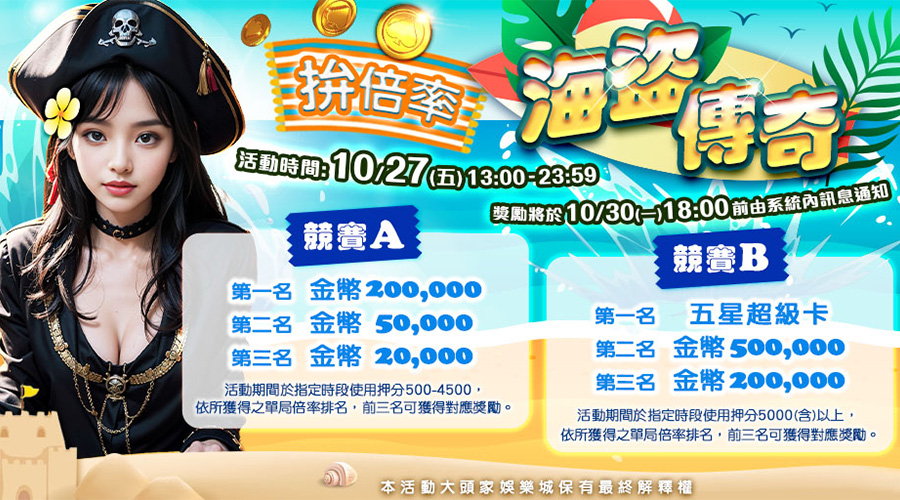 拚倍率
海盜傳奇
活動時間:10/27(五)13:00-23:59
獎勵將於10/30(一)18:00前由系統內訊息通知
競賽A
第一名 金幣200,000
第二名 金幣 50,000
第三名 金幣 20,000
活動期間於指定時段使用押分500-4500，
依所獲得之單局倍率排名，前三名可獲得對應獎勵。
競賽B
第一名 五星超級卡
第二名 金幣500,000
第三名 金幣200,000
活動期間於指定時段使用押分5000(含)以上，
依所獲得之單局倍率排名，前三名可獲得對應獎勵。
本活動大頭家娛樂城保有最終解釋權